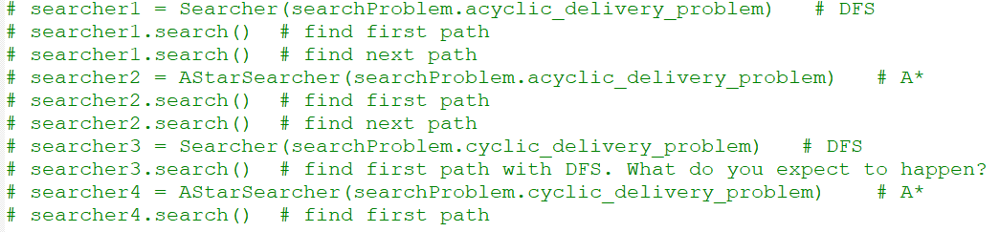 # searcher1 = Searcher(searchProblem.acyclic_delivery_problem)   # DFS
# searcher1.search()  # find first path
# searcher1.search()  # find next path
# searcher2 = AStarSearcher(searchProblem.acyclic_delivery_problem)   # A*
# searcher2.search()  # find first path
# searcher2.search()  # find next path
# searcher3 = Searcher(searchProblem.cyclic_delivery_problem)   # DFS
# searcher3.search()  # find first path with DFS. What do you expect to happen?
# searcher4 = AStarSearcher(searchProblem.cyclic_delivery_problem)    # A*
# searcher4.search()  # find first path